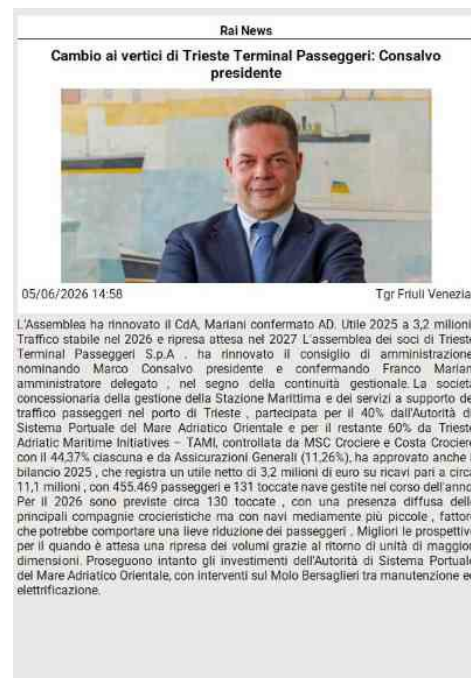 Rai News
Cambio ai vertici di Trieste Terminal Passeggeri: Consalvo
presidente
05/06/2026 14:58
Tgr Friuli Venezia
L'Assemblea ha rinnovato il CdA, Mariani confermato AD. Utile 2025 a 3,2 milioni
Traffico stabile nel 2026 e ripresa attesa nel 2027 L'assemblea dei soci di Trieste
Terminal Passeggeri S.p.A . ha rinnovato il consiglio di amministrazione
nominando Marco Consalvo presidente e confermando Franco Marian
amministratore delegato , nel segno della continuità gestionale. La società
concessionaria della gestione della Stazione Marittima e dei servizi a supporto de
traffico passeggeri nel porto di Trieste , partecipata per il 40% dall'Autorità d
Sistema Portuale del Mare Adriatico Orientale e per il restante 60% da Trieste
Adriatic Maritime Initiatives – TAMI, controllata da MSC Crociere e Costa Crociere
con il 44,37% ciascuna e da Assicurazioni Generali (11,26%), ha approvato anche i
bilancio 2025 , che registra un utile netto di 3,2 milioni di euro su ricavi pari a circa
11,1 milioni , con 455.469 passeggeri e 131 toccate nave gestite nel corso dell'anno
Per il 2026 sono previste circa 130 toccate , con una presenza diffusa dell
principali compagnie crocieristiche ma con navi mediamente più piccole , fattor
che potrebbe comportare una lieve riduzione dei passeggeri . Migliori le prospettiv
per il quando è attesa una ripresa dei volumi grazie al ritorno di unità di maggior
dimensioni. Proseguono intanto gli investimenti dell'Autorità di Sistema Portuale
del Mare Adriatico Orientale, con interventi sul Molo Bersaglieri tra manutenzione e
elettrificazione.